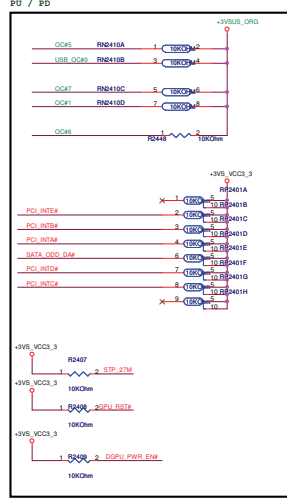 PU / PD
+3VSUS_ORG
OC#5 RN2410A 1 10KOHM 2
USB_OC#0 RN2410B 3 10KOHM 4
OC#7 RN2410C 5 10KOHM 6
OC#1 RN2410D 7 10KOHM 8
OC#6 1 2
R2448 10KOhm
+3VS_VCC3_3
RP2401A
1 10KOhm 5
10 RP2401B
PCI_INTE# 2 10KOhm 5
10 RP2401C
PCI_INTB# 3 10KOhm 5
10 RP2401D
PCI_INTA# 4 10KOhm 5
10 RP2401E
SATA_ODD_DA# 6 10KOhm 5
10 RP2401F
PCI_INTD# 7 10KOhm 5
10 RP2401G
PCI_INTC# 8 10KOhm 5
10 RP2401H
9 10KOhm 5
10
+3VS_VCC3_3
R2407
1 2 STP_27M
10KOhm
+3VS_VCC3_3
1 R2408 2 GPU_RST#
10KOhm
+3VS_VCC3_3
1 R2409 2 DGPU_PWR_EN#
10KOhm